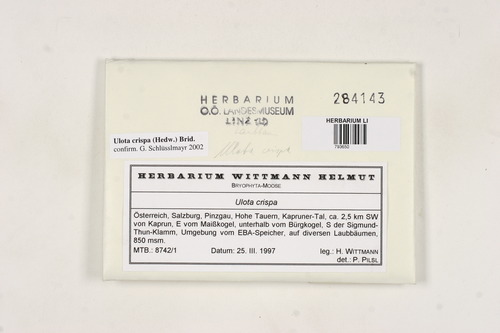 HERBARIUM
O.Ö. LANDESMUSEUM
LINZ
284143
HERBARIUM LI
Ulota crispa (Hedw.) Brid.
confirm. G. Schlüsslmayr 2002
Ulota crispa
HERBARIUM WITTMANN HELMUT
BRYOPHYTA-MOOSE
Ulota crispa
Österreich, Salzburg, Pinzgau, Hohe Tauern, Kapruner-Tal, ca. 2,5 km SW
von Kaprun, E vom Maißkogel, unterhalb vom Bürgkogel, S der Sigmund-
Thun-Klamm, Umgebung vom EBA-Speicher, auf diversen Laubbäumen,
850 msm.
MTB.: 8742/1 Datum: 25. III. 1997 leg.: H. WITTMANN
det.: P. PILSL